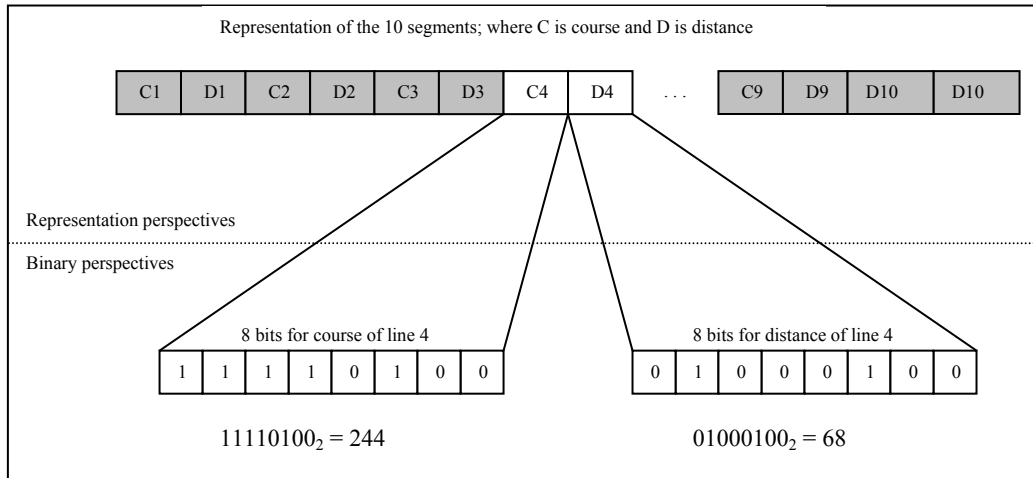 Representation of the 10 segments; where C is course and D is distance
C1 D1 C2 D2 C3 D3 C4 D4 . . . C9 D9 D10 D10
Representation perspectives
Binary perspectives
8 bits for course of line 4 8 bits for distance of line 4
1 1 1 1 0 1 0 0 0 1 0 0 0 1 0 0
11110100₂ = 244 01000100₂ = 68